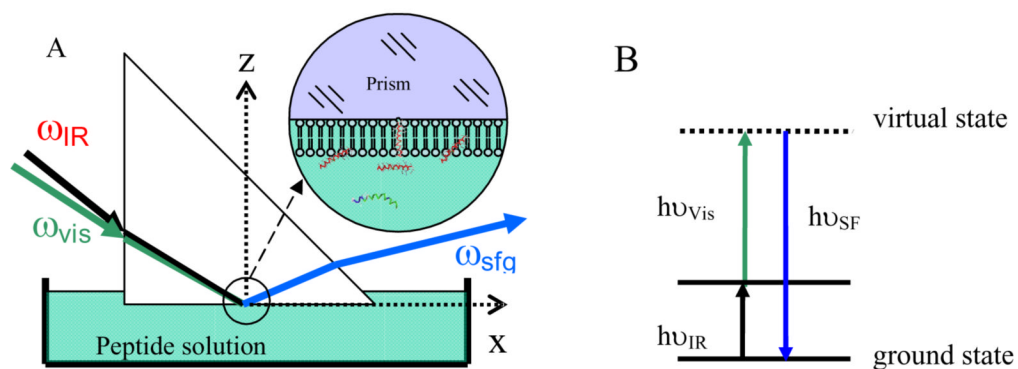 A
z
Prism
ωIR
ωvis
ωsfg
x
Peptide solution
B
virtual state
hυVis
hυSF
hυIR
ground state